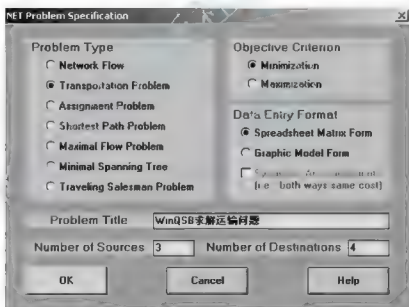 NET Problem Specification
Problem Type
Network Flow
Transportation Problem
Assignment Problem
Shortest Path Problem
Maximal Flow Problem
Minimal Spanning Tree
Traveling Salesman Problem
Objective Criterion
Minimization
Maximization
Data Entry Format
Spreadsheet Matrix Form
Graphic Model Form
(i.e. both ways same cost)
Problem Title
WinQSB求解运输问题
Number of Sources
3
Number of Destinations
4
OK
Cancel
Help